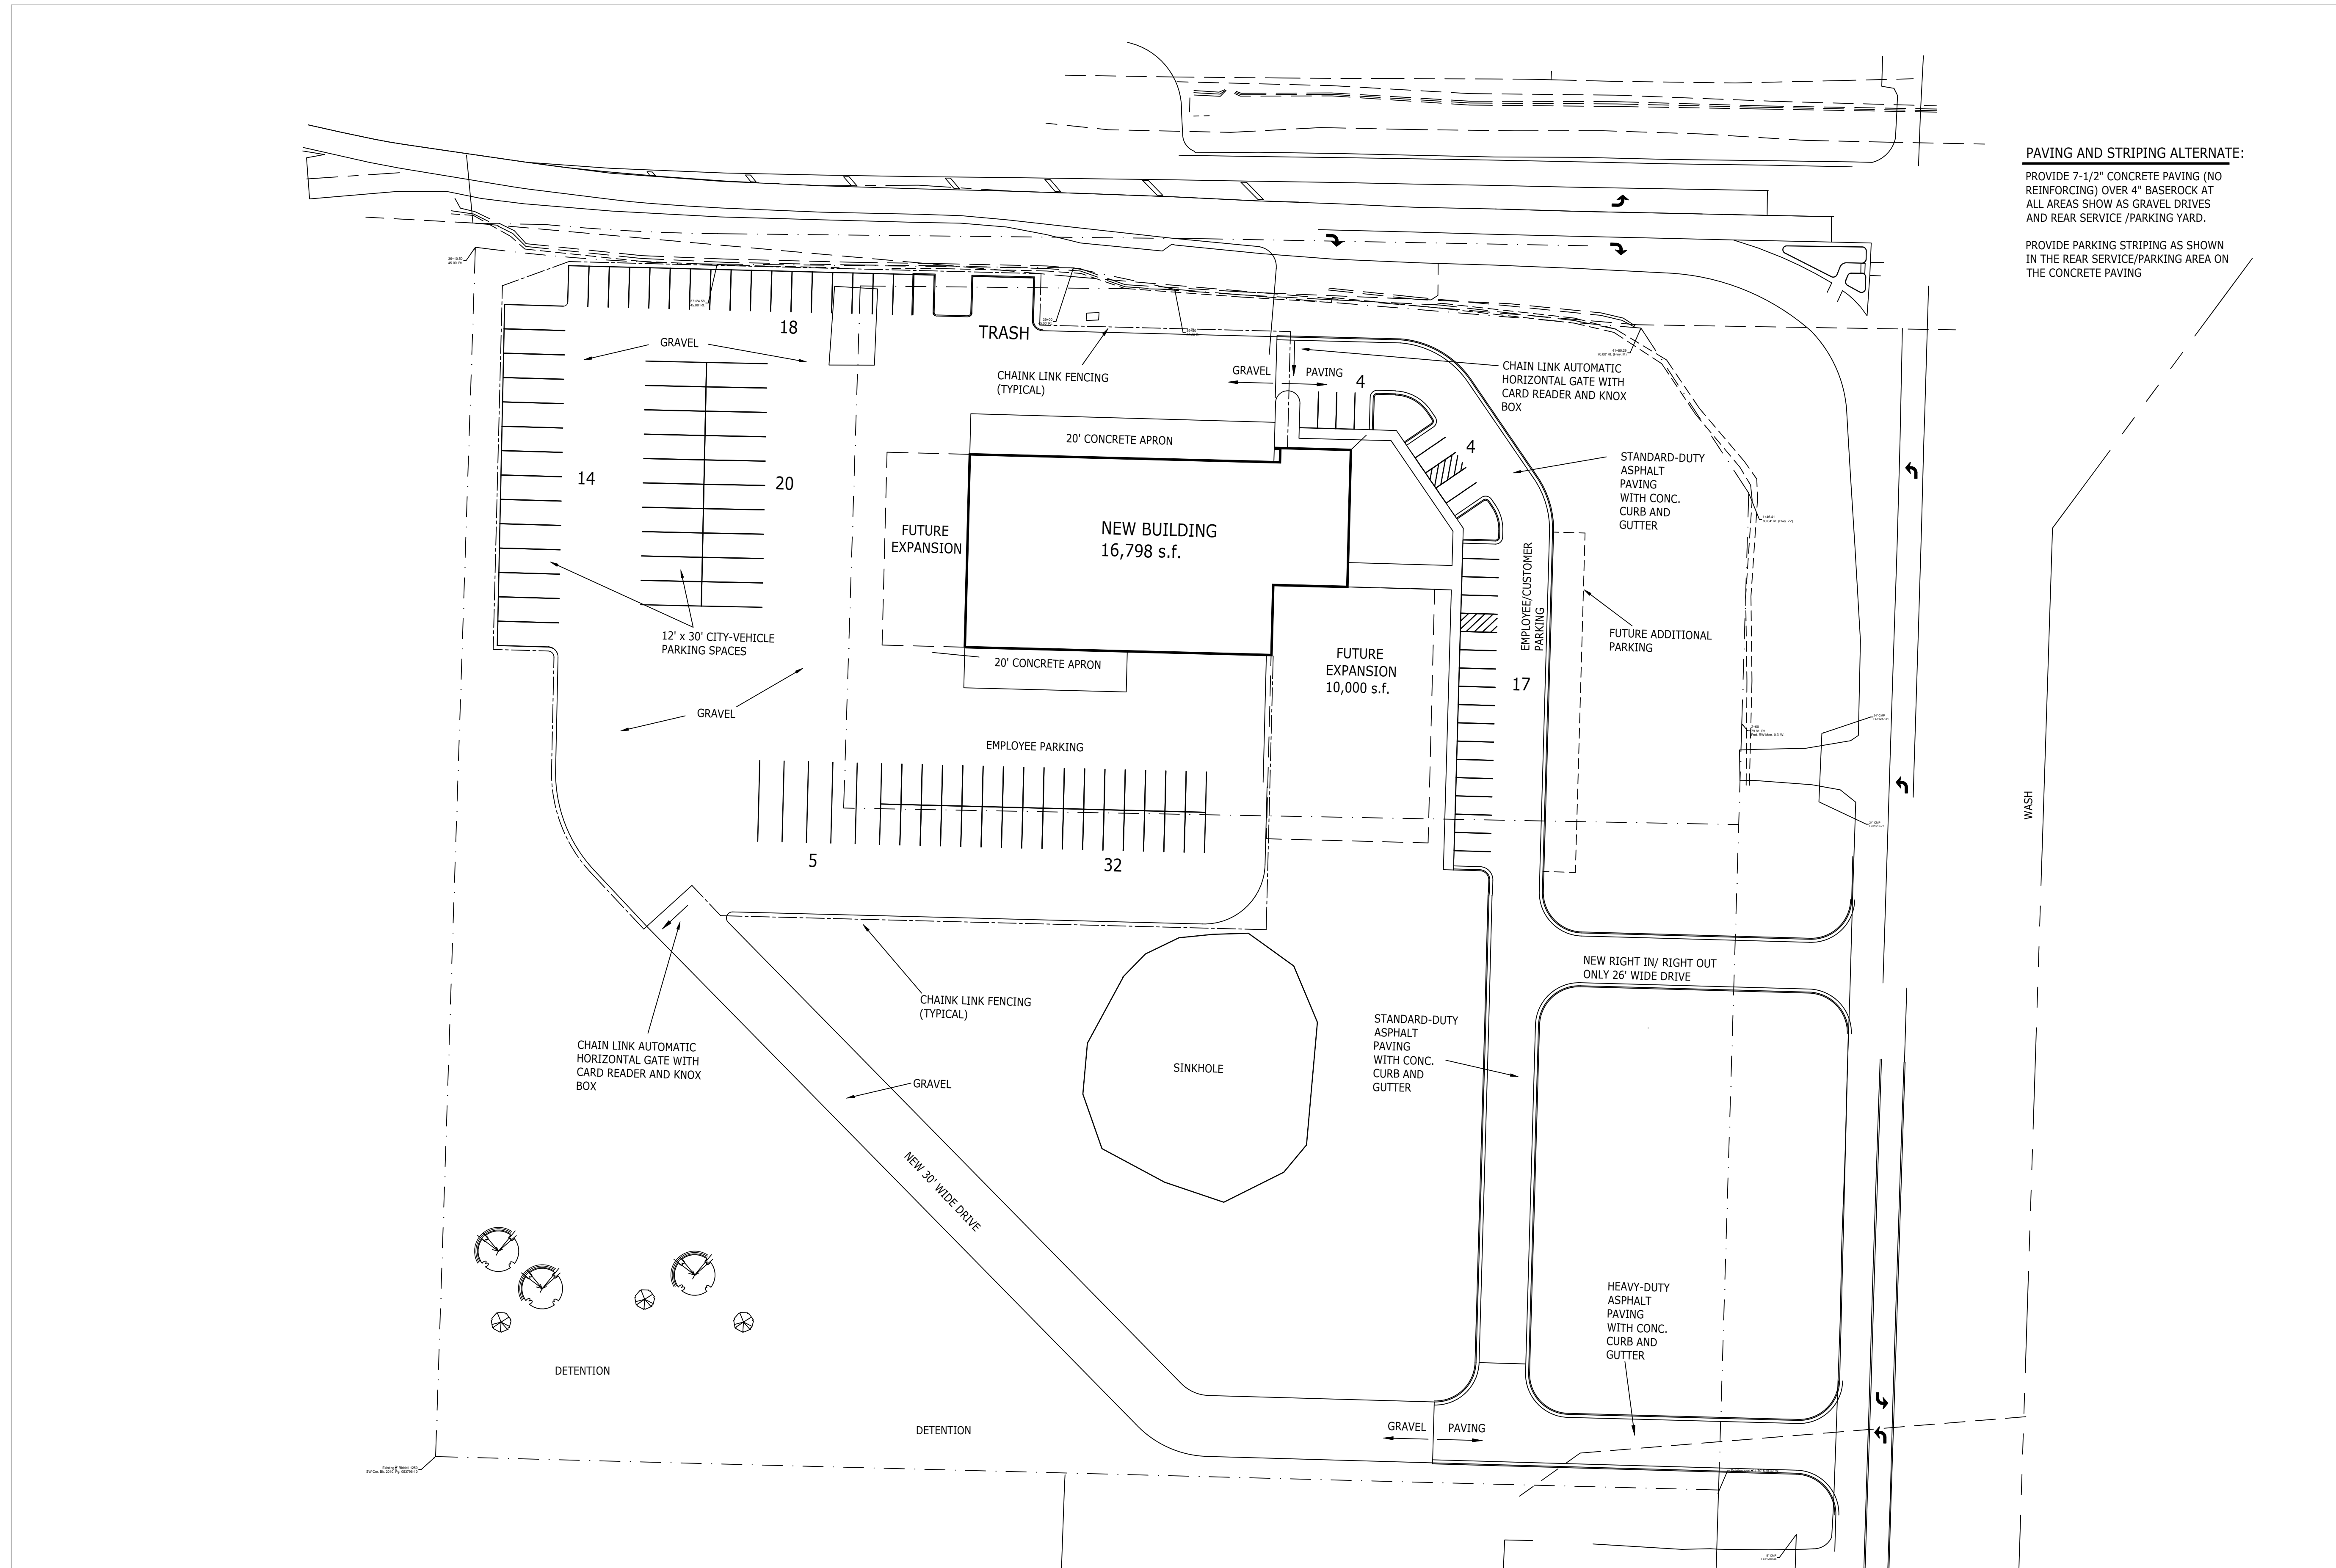 PAVING AND STRIPING ALTERNATE:
PROVIDE 7-1/2" CONCRETE PAVING (NO
REINFORCING) OVER 4" BASEROCK AT
ALL AREAS SHOW AS GRAVEL DRIVES
AND REAR SERVICE /PARKING YARD.
PROVIDE PARKING STRIPING AS SHOWN
IN THE REAR SERVICE/PARKING AREA ON
THE CONCRETE PAVING
18
TRASH
GRAVEL
CHAINK LINK FENCING
(TYPICAL)
GRAVEL
PAVING
4
CHAIN LINK AUTOMATIC
HORIZONTAL GATE WITH
CARD READER AND KNOX
BOX
20' CONCRETE APRON
4
STANDARD-DUTY
ASPHALT
PAVING
WITH CONC.
CURB AND
GUTTER
14
20
FUTURE
EXPANSION
NEW BUILDING
16,798 s.f.
EMPLOYEE/CUSTOMER
PARKING
12' x 30' CITY-VEHICLE
PARKING SPACES
20' CONCRETE APRON
FUTURE
EXPANSION
10,000 s.f.
FUTURE ADDITIONAL
PARKING
17
GRAVEL
EMPLOYEE PARKING
WASH
5
32
NEW RIGHT IN/ RIGHT OUT
ONLY 26' WIDE DRIVE
CHAINK LINK FENCING
(TYPICAL)
CHAIN LINK AUTOMATIC
HORIZONTAL GATE WITH
CARD READER AND KNOX
BOX
GRAVEL
SINKHOLE
STANDARD-DUTY
ASPHALT
PAVING
WITH CONC.
CURB AND
GUTTER
NEW 30' WIDE DRIVE
HEAVY-DUTY
ASPHALT
PAVING
WITH CONC.
CURB AND
GUTTER
DETENTION
DETENTION
GRAVEL
PAVING